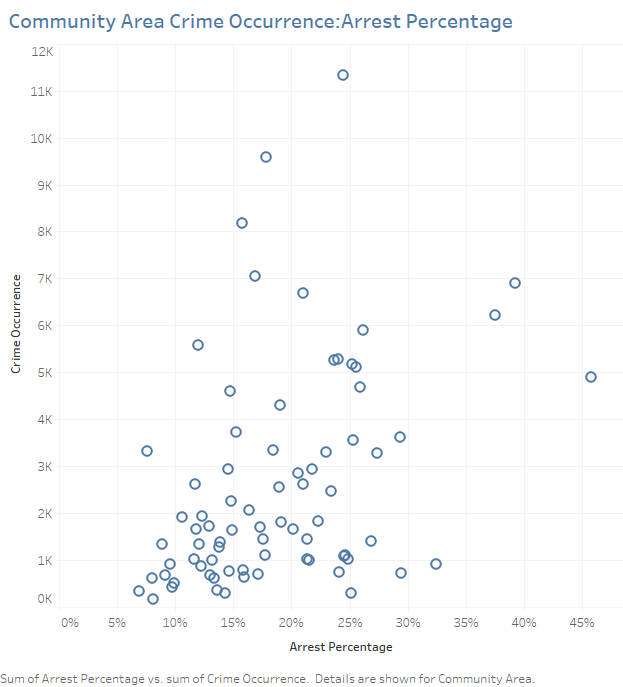 Community Area Crime Occurrence:Arrest Percentage
12K
11K
10K
9K
8K
7K
6K
5K
4K
3K
2K
1K
0K
Crime Occurrence
0% 5% 10% 15% 20% 25% 30% 35% 40% 45%
Arrest Percentage
Sum of Arrest Percentage vs. sum of Crime Occurrence. Details are shown for Community Area.